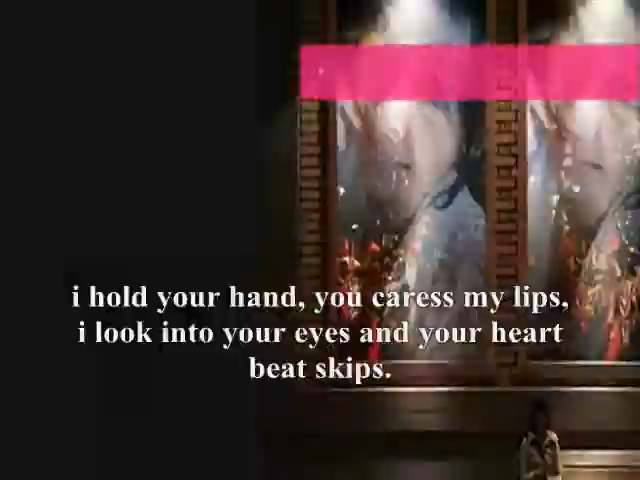 i hold your hand, you caress my lips,
i look into your eyes and your heart
beat skips.